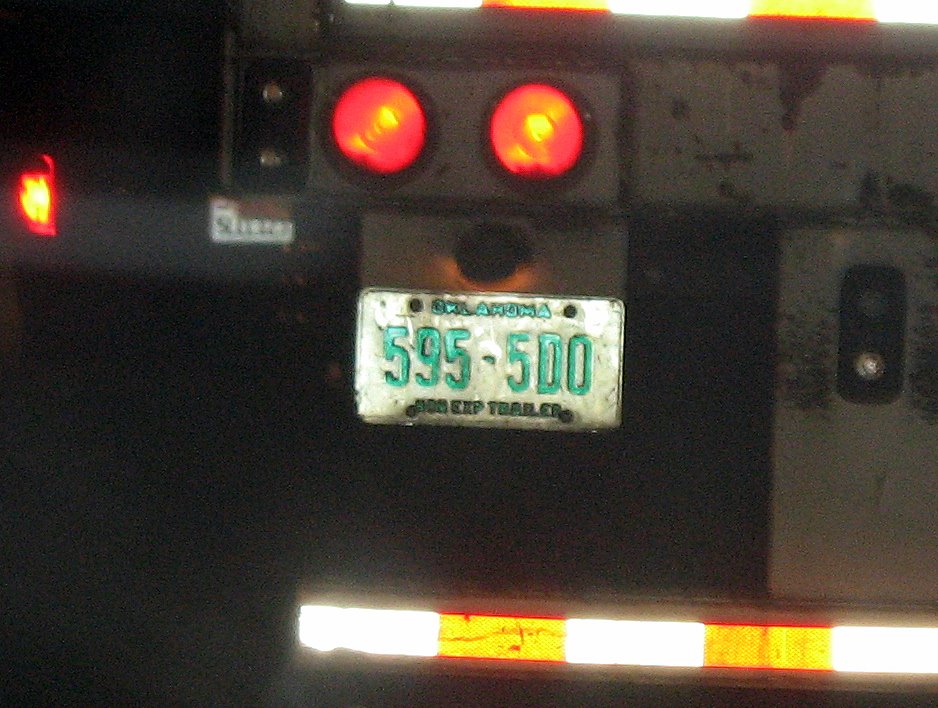 OKLAHOMA
595-5D0
NON EXP TRAILER